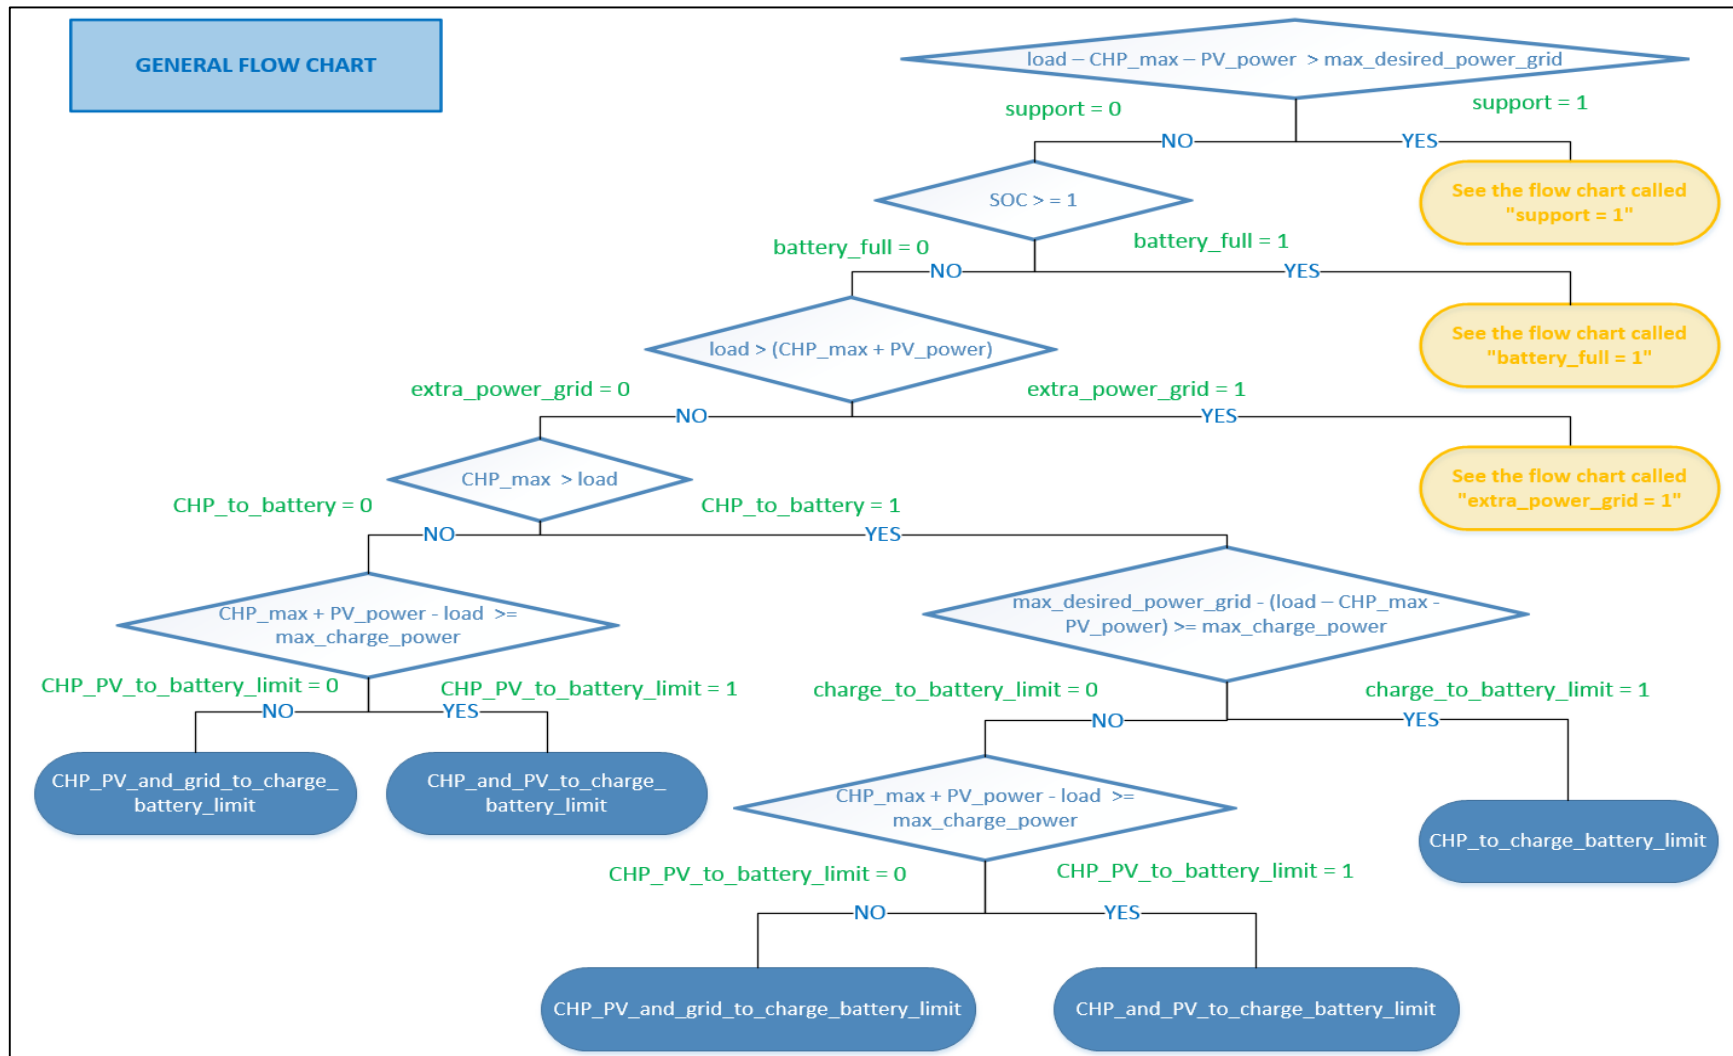 GENERAL FLOW CHART
load – CHP_max – PV_power > max_desired_power_grid
support = 0
support = 1
NO
YES
SOC > = 1
See the flow chart called
"support = 1"
battery_full = 0
battery_full = 1
NO
YES
load > (CHP_max + PV_power)
See the flow chart called
"battery_full = 1"
extra_power_grid = 0
extra_power_grid = 1
NO
YES
CHP_max > load
See the flow chart called
"extra_power_grid = 1"
CHP_to_battery = 0
CHP_to_battery = 1
NO
YES
CHP_max + PV_power - load >=
max_charge_power
max_desired_power_grid - (load – CHP_max -
PV_power) >= max_charge_power
CHP_PV_to_battery_limit = 0
CHP_PV_to_battery_limit = 1
charge_to_battery_limit = 0
charge_to_battery_limit = 1
NO
YES
NO
YES
CHP_PV_and_grid_to_charge_
battery_limit
CHP_and_PV_to_charge_
battery_limit
CHP_max + PV_power - load >=
max_charge_power
CHP_to_charge_battery_limit
CHP_PV_to_battery_limit = 0
CHP_PV_to_battery_limit = 1
NO
YES
CHP_PV_and_grid_to_charge_battery_limit
CHP_and_PV_to_charge_battery_limit